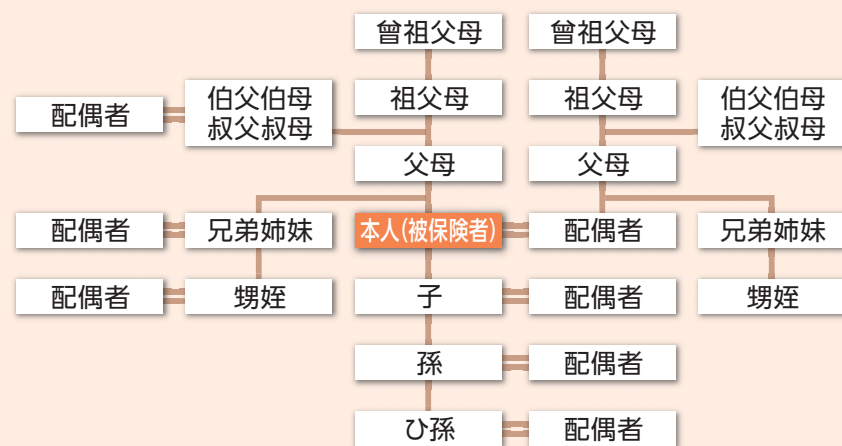 曾祖父母
曾祖父母
配偶者
伯父伯母
叔父叔母
祖父母
祖父母
伯父伯母
叔父叔母
父母
父母
配偶者
兄弟姉妹
本人(被保険者)
配偶者
兄弟姉妹
配偶者
甥姪
子
配偶者
甥姪
孫
配偶者
ひ孫
配偶者